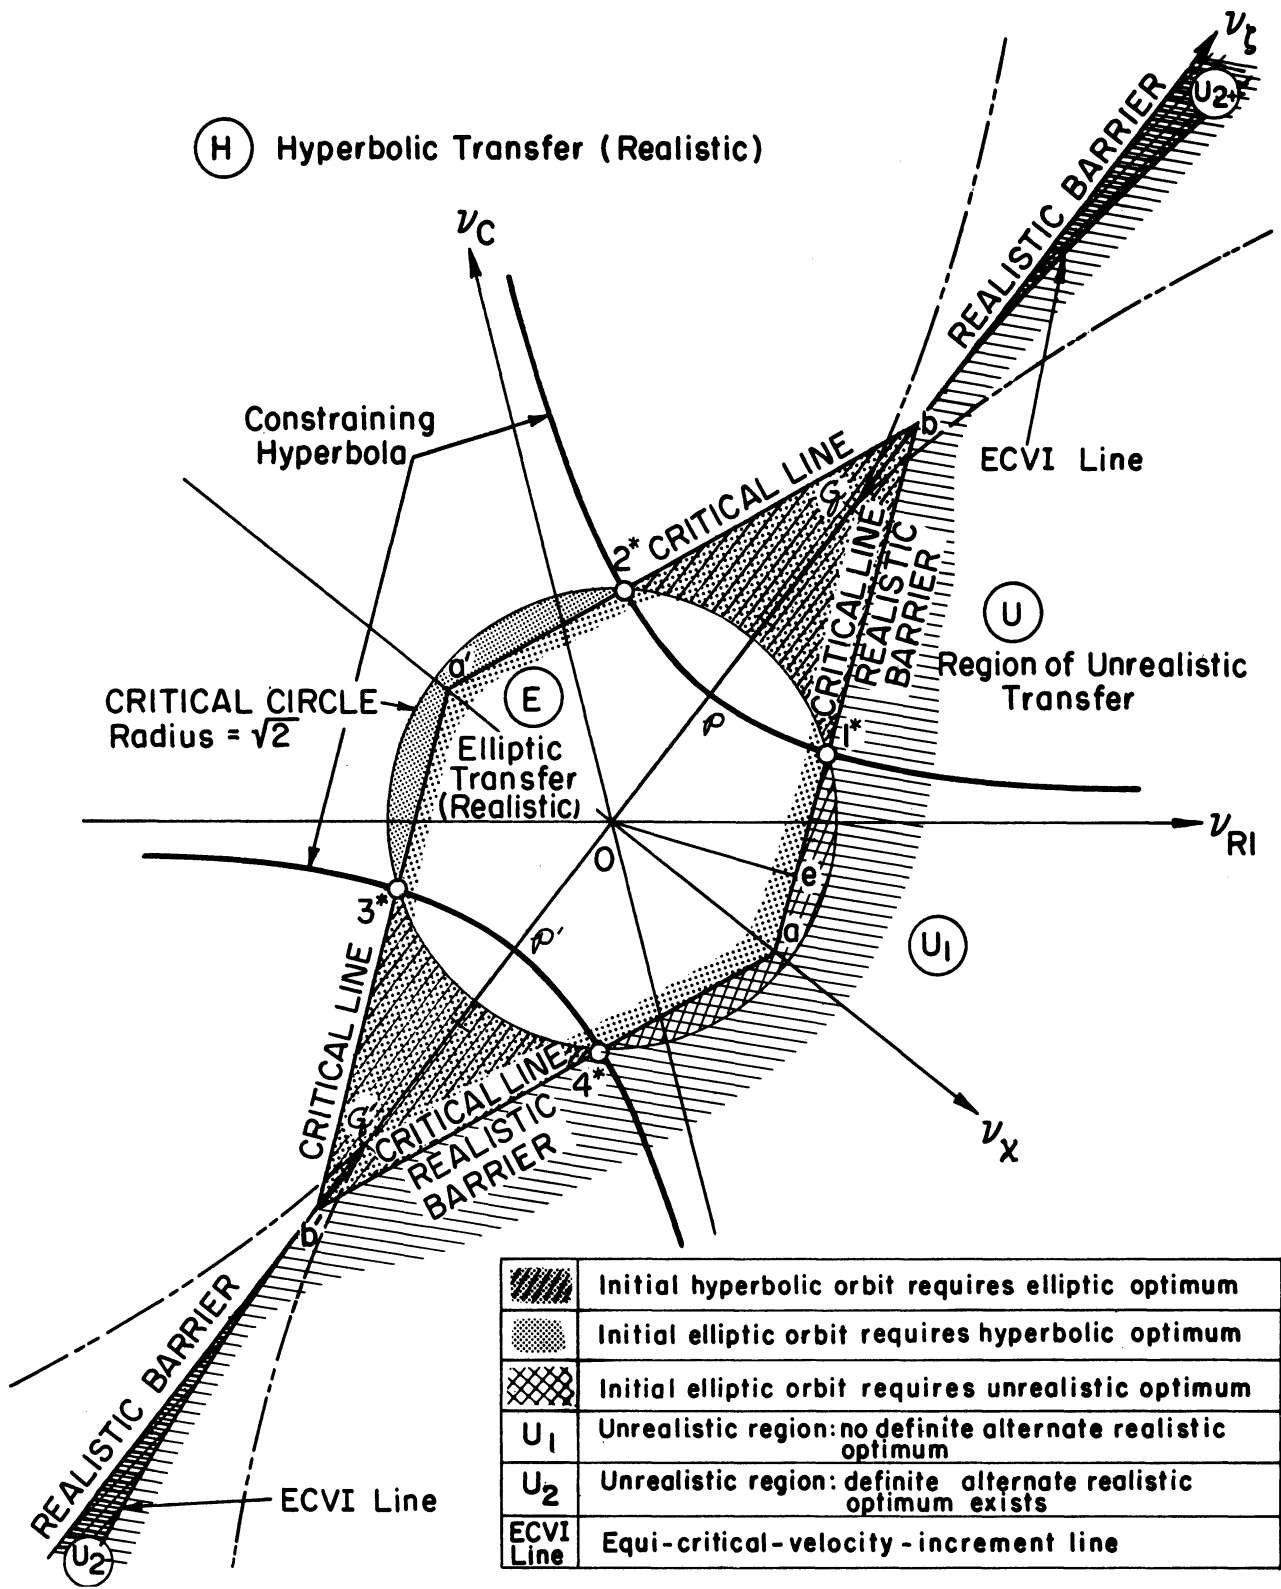 ν_ζ
U2+
H Hyperbolic Transfer (Realistic)
REALISTIC BARRIER
ν_C
Constraining
Hyperbola
b
ECVI Line
CRITICAL LINE
G
2*
CRITICAL LINE
REALISTIC
BARRIER
U
Region of Unrealistic
Transfer
a'
E
CRITICAL CIRCLE
Radius = √2
P
1*
Elliptic
Transfer
(Realistic)
ν_RI
O
e
3*
a
P'
U1
CRITICAL LINE
4*
G'
CRITICAL LINE
REALISTIC
BARRIER
ν_χ
b'
REALISTIC BARRIER
ECVI Line
U2
Initial hyperbolic orbit requires elliptic optimum
Initial elliptic orbit requires hyperbolic optimum
Initial elliptic orbit requires unrealistic optimum
U1 Unrealistic region: no definite alternate realistic
optimum
U2 Unrealistic region: definite alternate realistic
optimum exists
ECVI
Line Equi-critical-velocity-increment line